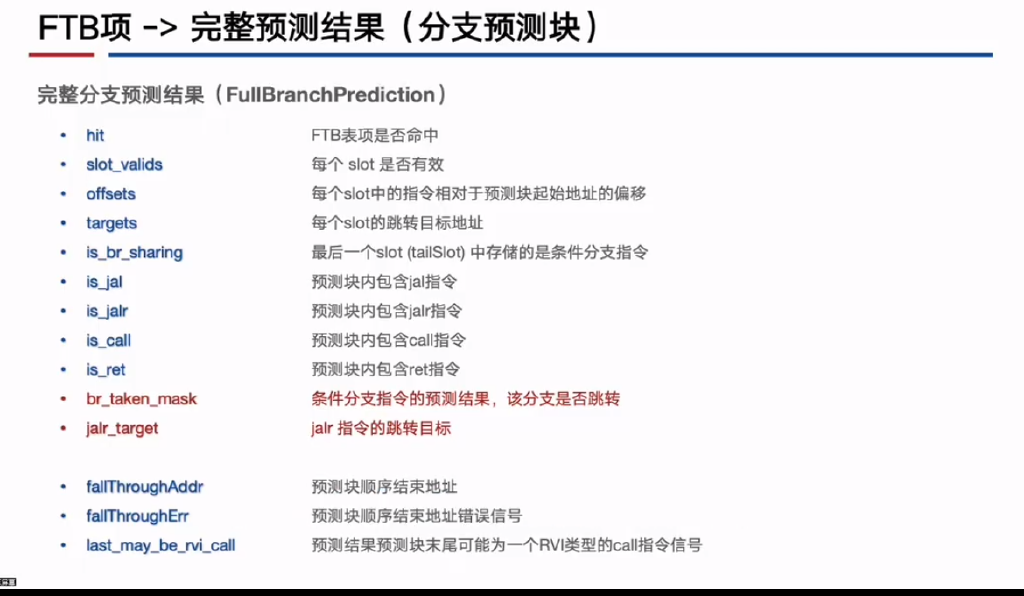 FTB项 -> 完整预测结果（分支预测块）
完整分支预测结果（FullBranchPrediction）
• hit FTB表项是否命中
• slot_valids 每个 slot 是否有效
• offsets 每个slot中的指令相对于预测块起始地址的偏移
• targets 每个slot的跳转目标地址
• is_br_sharing 最后一个slot (tailSlot) 中存储的是条件分支指令
• is_jal 预测块内包含jal指令
• is_jalr 预测块内包含jalr指令
• is_call 预测块内包含call指令
• is_ret 预测块内包含ret指令
• br_taken_mask 条件分支指令的预测结果，该分支是否跳转
• jalr_target jalr 指令的跳转目标
• fallThroughAddr 预测块顺序结束地址
• fallThroughErr 预测块顺序结束地址错误信号
• last_may_be_rvi_call 预测结果预测块末尾可能为一个RVI类型的call指令信号